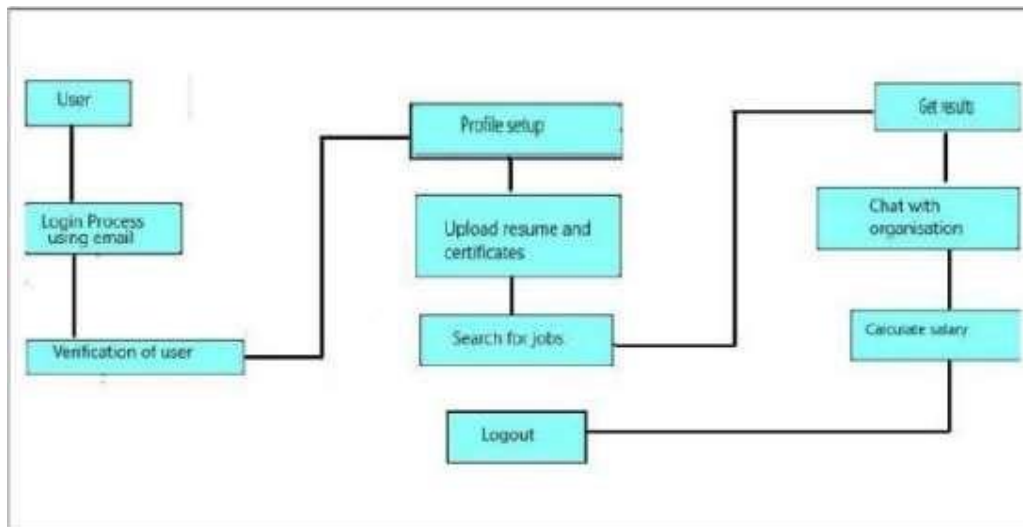 User
Login Process
using email
Verification of user
Profile setup
Upload resume and
certificates
Search for jobs
Get results
Chat with
organisation
Calculate salary
Logout